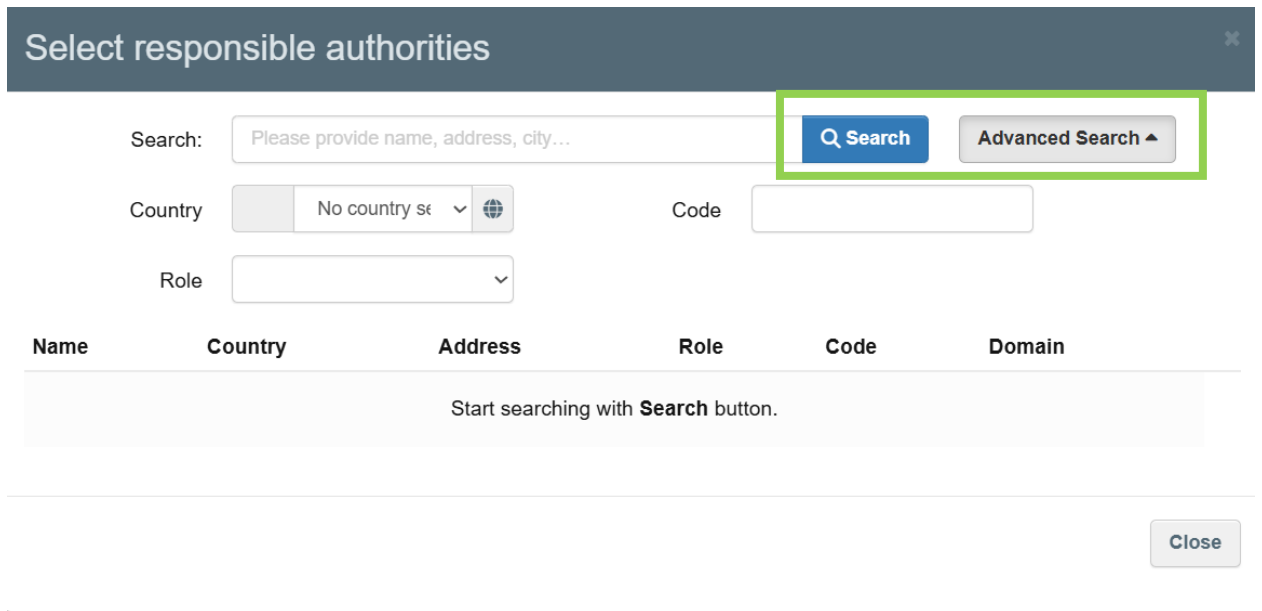 Select responsible authorities ×
Search: Please provide name, address, city… Search Advanced Search
Country No country se Code
Role
Name Country Address Role Code Domain
Start searching with Search button.
Close